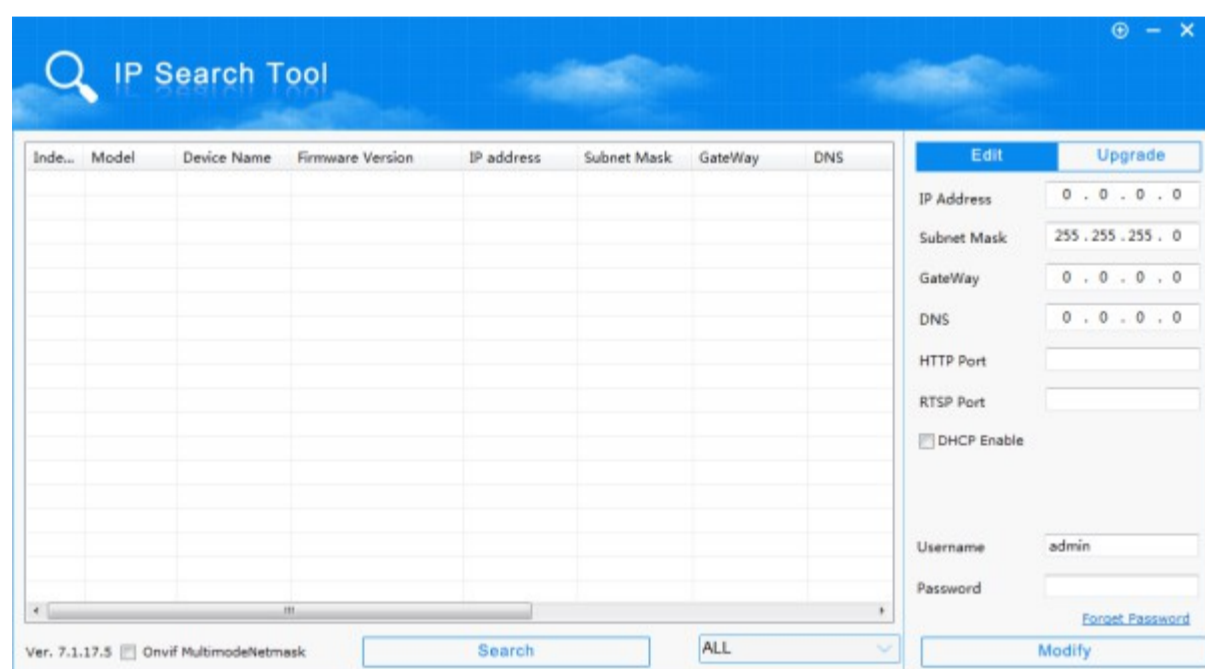 IP Search Tool
Inde... Model Device Name Firmware Version IP address Subnet Mask GateWay DNS
Edit Upgrade
IP Address 0 . 0 . 0 . 0
Subnet Mask 255 . 255 . 255 . 0
GateWay 0 . 0 . 0 . 0
DNS 0 . 0 . 0 . 0
HTTP Port
RTSP Port
DHCP Enable
Username admin
Password
Forget Password
Ver. 7.1.17.5 Onvif MultimodeNetmask Search ALL Modify